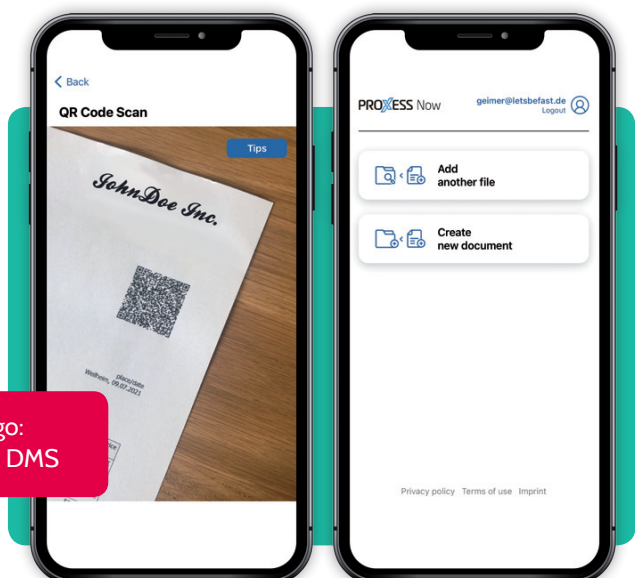 Back
QR Code Scan
Tips
JohnDoe Inc.
place/date
09.07.2021
go:
DMS
PROXESS Now
geimer@letsbefast.de
Logout
Add
another file
Create
new document
Privacy policy Terms of use Imprint